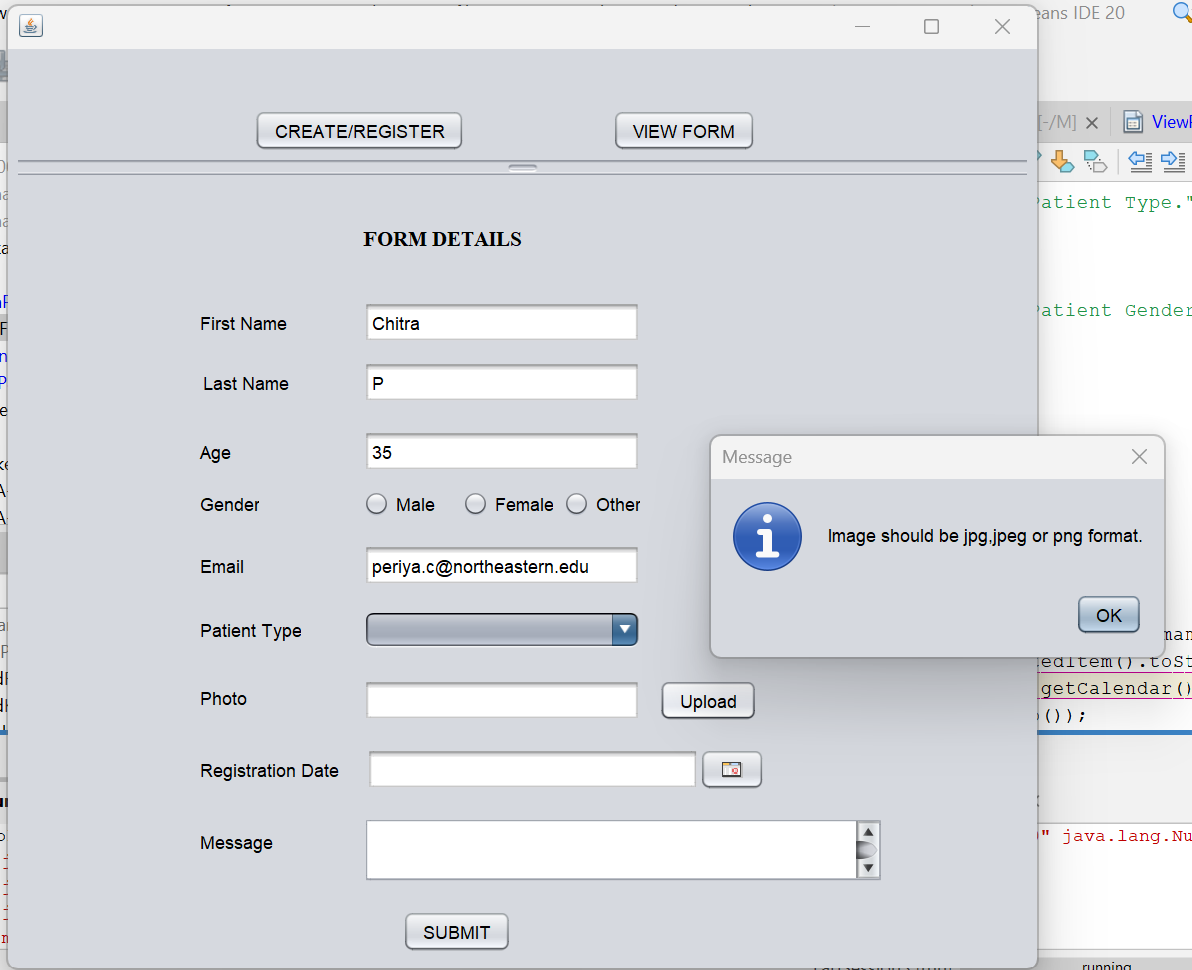 eans IDE 20
CREATE/REGISTER VIEW FORM
[-/M] View
Patient Type."
FORM DETAILS
Patient Gender
First Name Chitra
Last Name P
Age 35
Message
Gender Male Female Other
Image should be jpg,jpeg or png format.
Email periya.c@northeastern.edu
OK
Patient Type
man
edItem().toSt
Photo Upload
getCalendar()
());
Registration Date
Message
" java.lang.Nu
SUBMIT
running